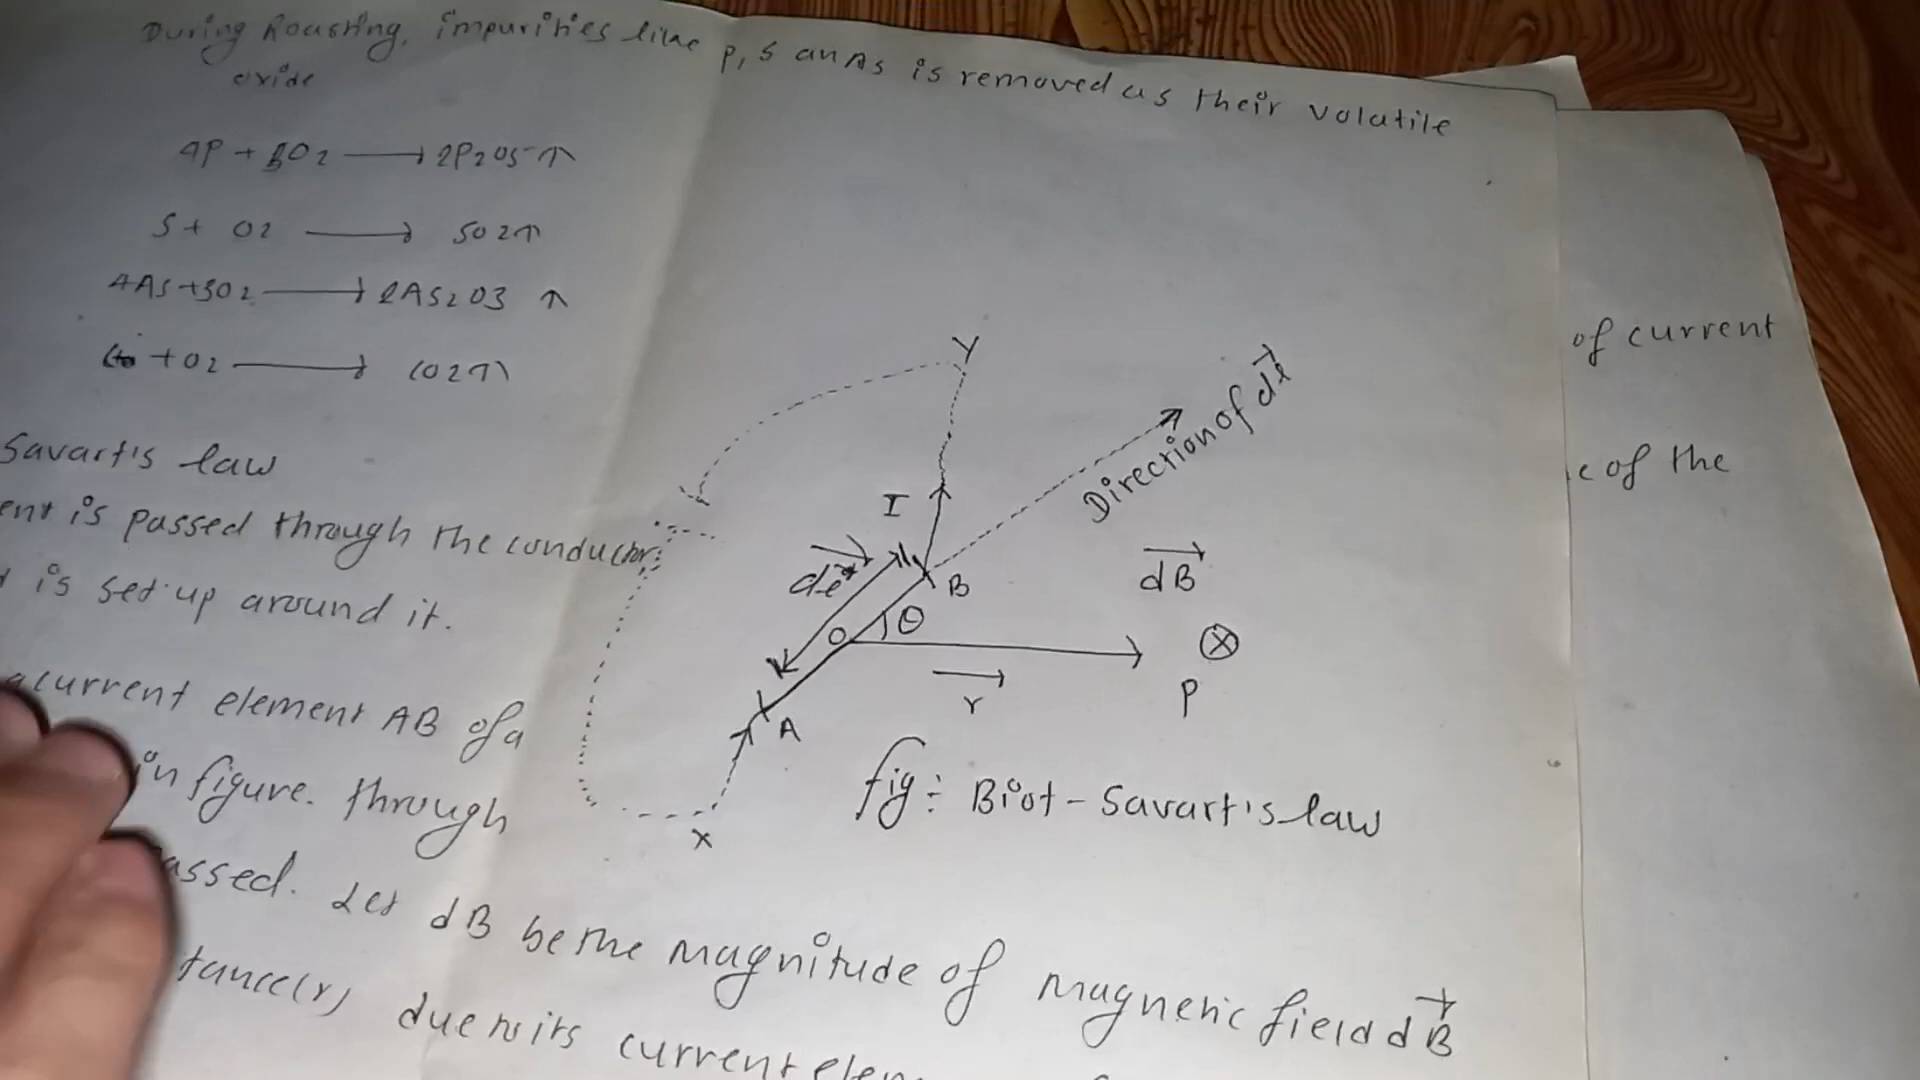 During Roasting, impurities like p, s an As is removed as their volatile
oxide
4P + 5O2 → 2P2O5 ↑
S + O2 → SO2↑
4As + 3O2 → 2As2O3 ↑
+ O2 → CO2↑
Savart's law
ent is passed through the conductor,
is set up around it.
a current element AB of a
in figure. through
assed. Let dB be the magnitude of magnetic field dB
tance(r) due to its current elem
y
I
dl
B
Direction of dl
dB
O
θ
r
P
A
x
fig:- Biot-Savart's law
of current
e of the